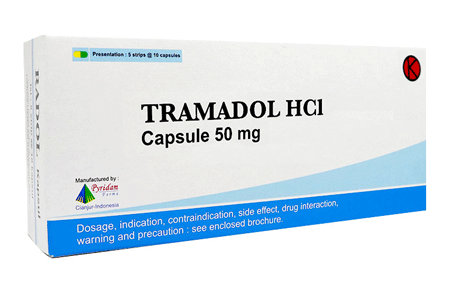 Presentation : 5 strips @ 10 capsules
K
TRAMADOL HCl
Capsule 50 mg
Manufactured by :
Pyridam
Farma
Cianjur-Indonesia
Dosage, indication, contraindication, side effect, drug interaction,
warning and precaution : see enclosed brochure.